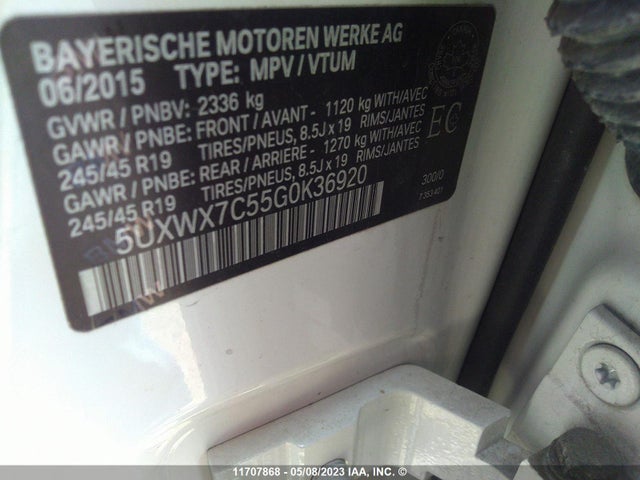 BAYERISCHE MOTOREN WERKE AG
06/2015 TYPE: MPV / VTUM
GVWR / PNBV: 2336 kg
GAWR / PNBE: FRONT / AVANT - 1120 kg WITH/AVEC
245/45 R19 TIRES/PNEUS, 8.5J x 19 RIMS/JANTES
GAWR / PNBE: REAR / ARRIERE - 1270 kg WITH/AVEC
245/45 R19 TIRES/PNEUS, 8.5J x 19 RIMS/JANTES
EC
5UXWX7C55G0K36920
300/0
11707868 - 05/08/2023 IAA, INC. ©